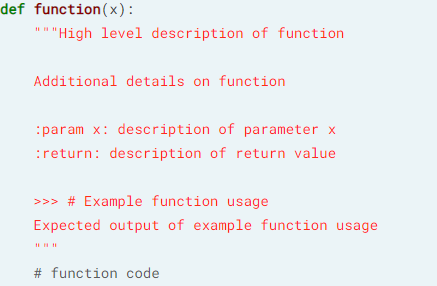 def function(x):
"""High level description of function
Additional details on function
:param x: description of parameter x
:return: description of return value
>>> # Example function usage
Expected output of example function usage
"""
# function code